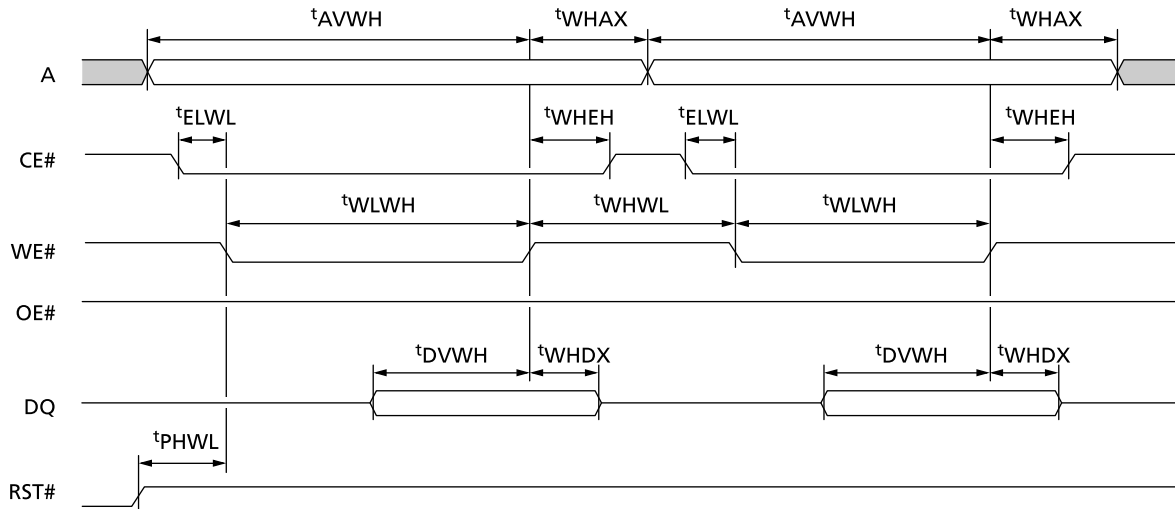 tAVWH tWHAX tAVWH tWHAX
A
tELWL tWHEH tELWL tWHEH
CE#
tWLWH tWHWL tWLWH
WE#
OE#
tDVWH tWHDX tDVWH tWHDX
DQ
tPHWL
RST#